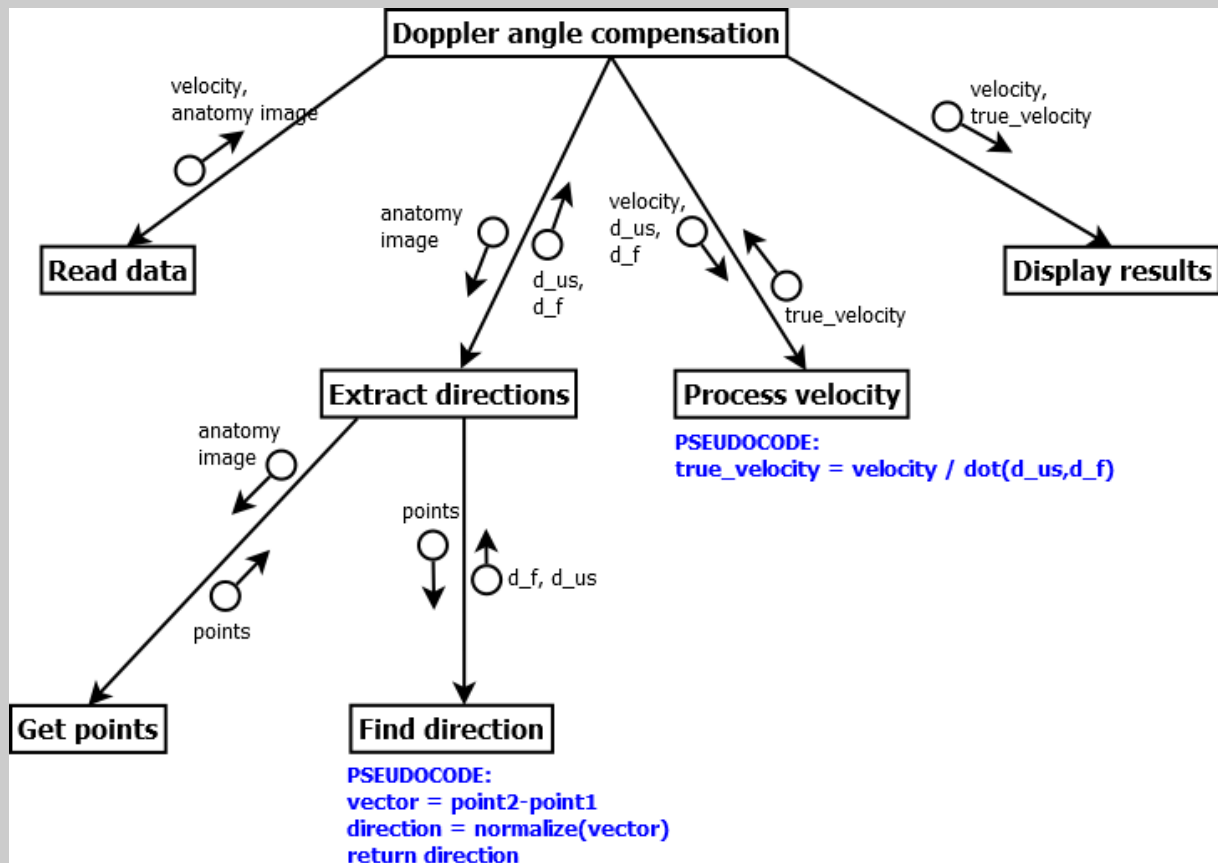 Doppler angle compensation
velocity,
anatomy image
velocity,
true_velocity
anatomy
image
d_us,
d_f
velocity,
d_us,
d_f
true_velocity
Read data
Display results
Extract directions
Process velocity
PSEUDOCODE:
true_velocity = velocity / dot(d_us,d_f)
anatomy
image
points
points
d_f, d_us
Get points
Find direction
PSEUDOCODE:
vector = point2-point1
direction = normalize(vector)
return direction